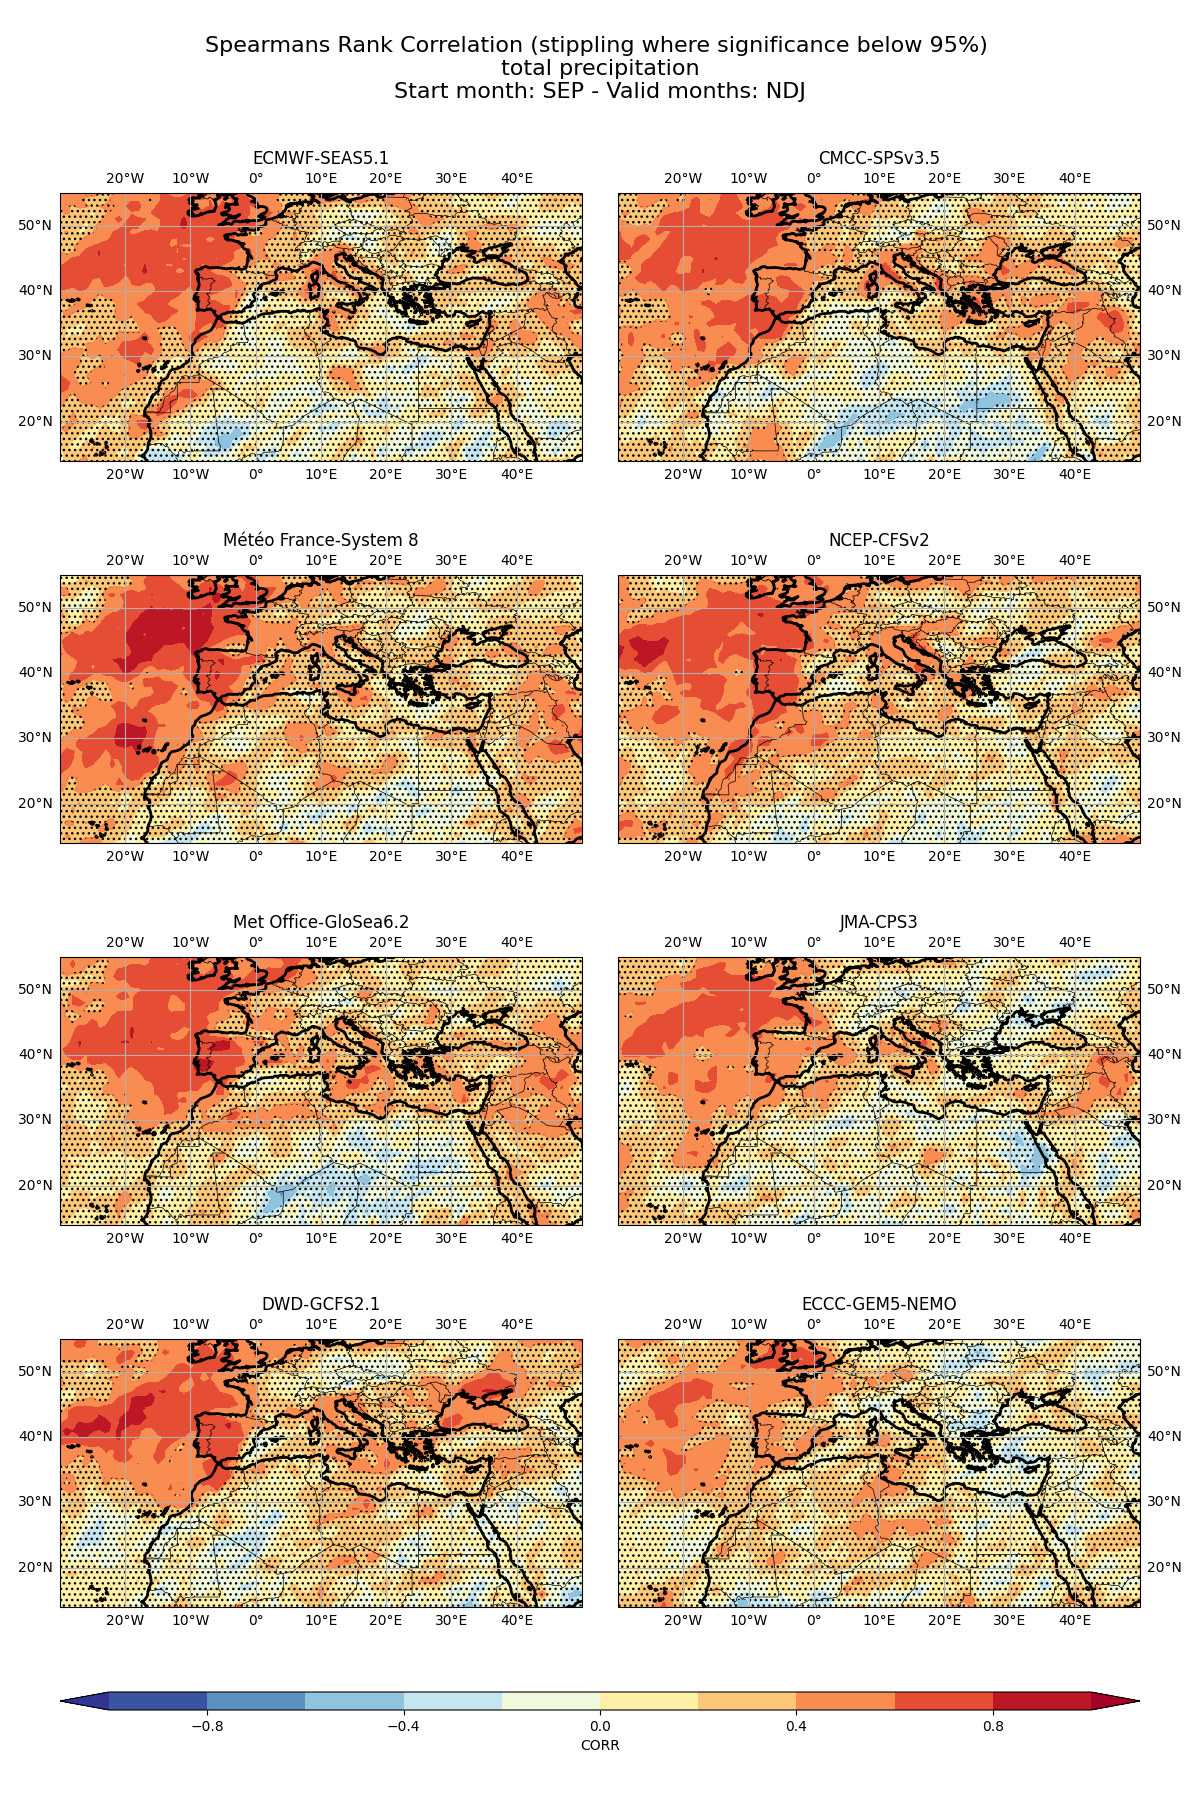 Spearmans Rank Correlation (stippling where significance below 95%)
total precipitation
Start month: SEP - Valid months: NDJ
ECMWF-SEAS5.1
20°W 10°W 0° 10°E 20°E 30°E 40°E
50°N
40°N
30°N
20°N
20°W 10°W 0° 10°E 20°E 30°E 40°E
CMCC-SPSv3.5
20°W 10°W 0° 10°E 20°E 30°E 40°E
50°N
40°N
30°N
20°N
20°W 10°W 0° 10°E 20°E 30°E 40°E
Météo France-System 8
20°W 10°W 0° 10°E 20°E 30°E 40°E
50°N
40°N
30°N
20°N
20°W 10°W 0° 10°E 20°E 30°E 40°E
NCEP-CFSv2
20°W 10°W 0° 10°E 20°E 30°E 40°E
50°N
40°N
30°N
20°N
20°W 10°W 0° 10°E 20°E 30°E 40°E
Met Office-GloSea6.2
20°W 10°W 0° 10°E 20°E 30°E 40°E
50°N
40°N
30°N
20°N
20°W 10°W 0° 10°E 20°E 30°E 40°E
JMA-CPS3
20°W 10°W 0° 10°E 20°E 30°E 40°E
50°N
40°N
30°N
20°N
20°W 10°W 0° 10°E 20°E 30°E 40°E
DWD-GCFS2.1
20°W 10°W 0° 10°E 20°E 30°E 40°E
50°N
40°N
30°N
20°N
20°W 10°W 0° 10°E 20°E 30°E 40°E
ECCC-GEM5-NEMO
20°W 10°W 0° 10°E 20°E 30°E 40°E
50°N
40°N
30°N
20°N
20°W 10°W 0° 10°E 20°E 30°E 40°E
−0.8 −0.4 0.0 0.4 0.8
CORR